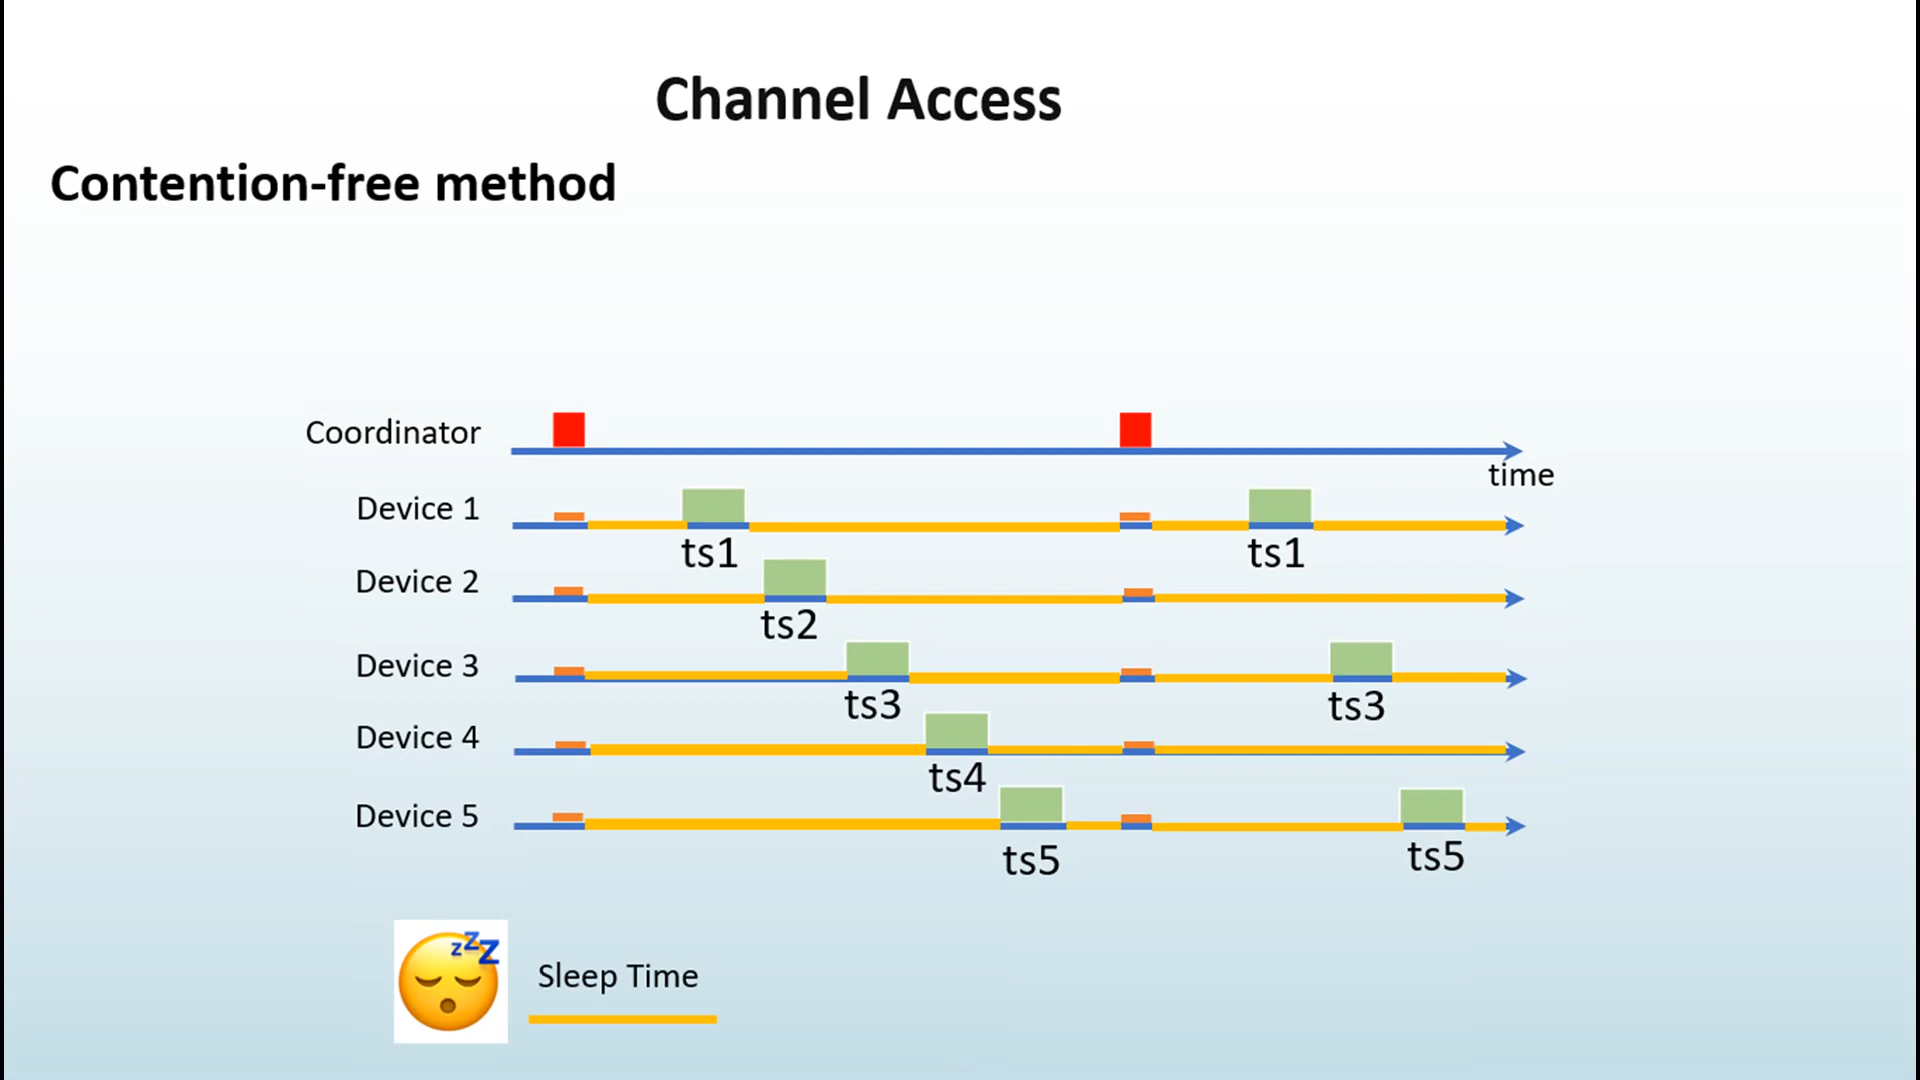 Channel Access
Contention-free method
Coordinator
time
Device 1
ts1 ts1
Device 2
ts2
Device 3
ts3 ts3
Device 4
ts4
Device 5
ts5 ts5
zZZ
Sleep Time